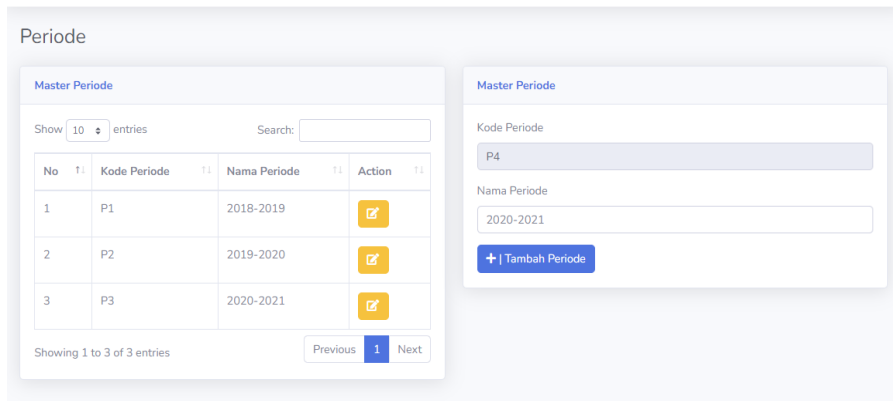 Periode
Master Periode
Show 10 entries
Search:
No Kode Periode Nama Periode Action
1 P1 2018-2019
2 P2 2019-2020
3 P3 2020-2021
Showing 1 to 3 of 3 entries
Previous 1 Next
Master Periode
Kode Periode
P4
Nama Periode
2020-2021
+ | Tambah Periode